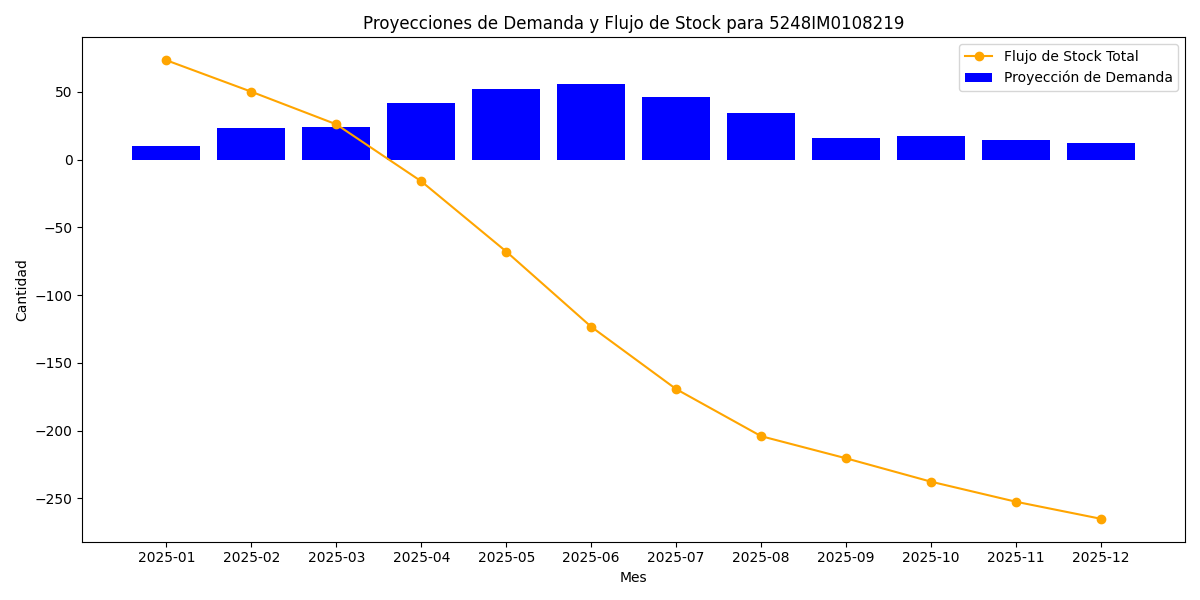 Proyecciones de Demanda y Flujo de Stock para 5248IM0108219
Flujo de Stock Total
Proyección de Demanda
Cantidad
50
0
−50
−100
−150
−200
−250
2025-01 2025-02 2025-03 2025-04 2025-05 2025-06 2025-07 2025-08 2025-09 2025-10 2025-11 2025-12
Mes